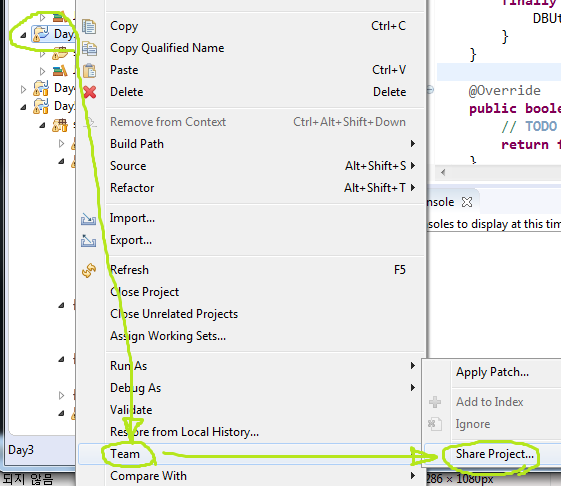 Day
Day
Day
Copy Ctrl+C
Copy Qualified Name
Paste Ctrl+V
Delete Delete
Remove from Context Ctrl+Alt+Shift+Down
Build Path
Source Alt+Shift+S
Refactor Alt+Shift+T
Import...
Export...
Refresh F5
Close Project
Close Unrelated Projects
Assign Working Sets...
Run As
Debug As
Validate
Restore from Local History...
Team
Compare With
Apply Patch...
Add to Index
Ignore
Share Project...
finally
DBUt
}
}
@Override
public boole
// TODO
return f
}
nsole
soles to display at this tim
Day3
되지 않음
286 × 1080px